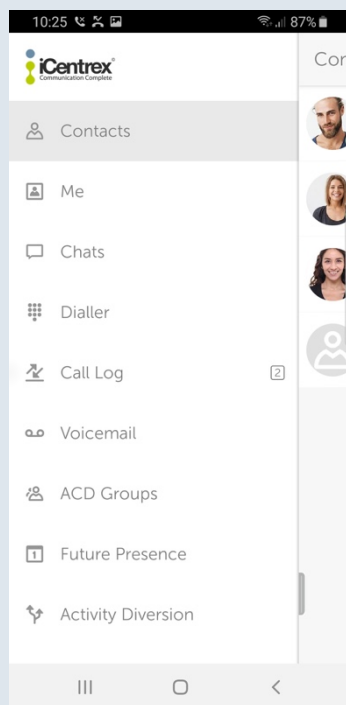 10:25 87%
iCentrex®
Communication Complete
Con
Contacts
Me
Chats
Dialler
Call Log 2
Voicemail
ACD Groups
1 Future Presence
Activity Diversion